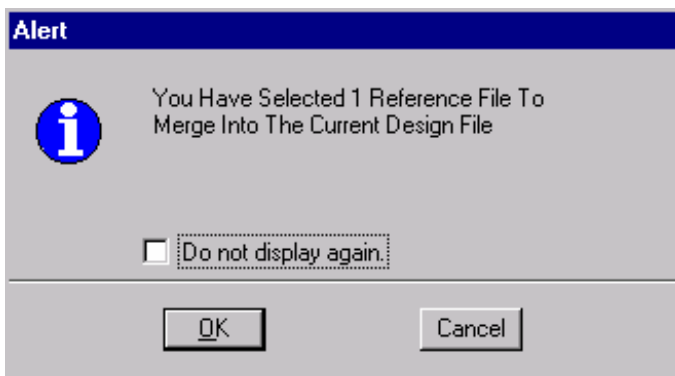 Alert
You Have Selected 1 Reference File To
Merge Into The Current Design File
Do not display again.
OK
Cancel